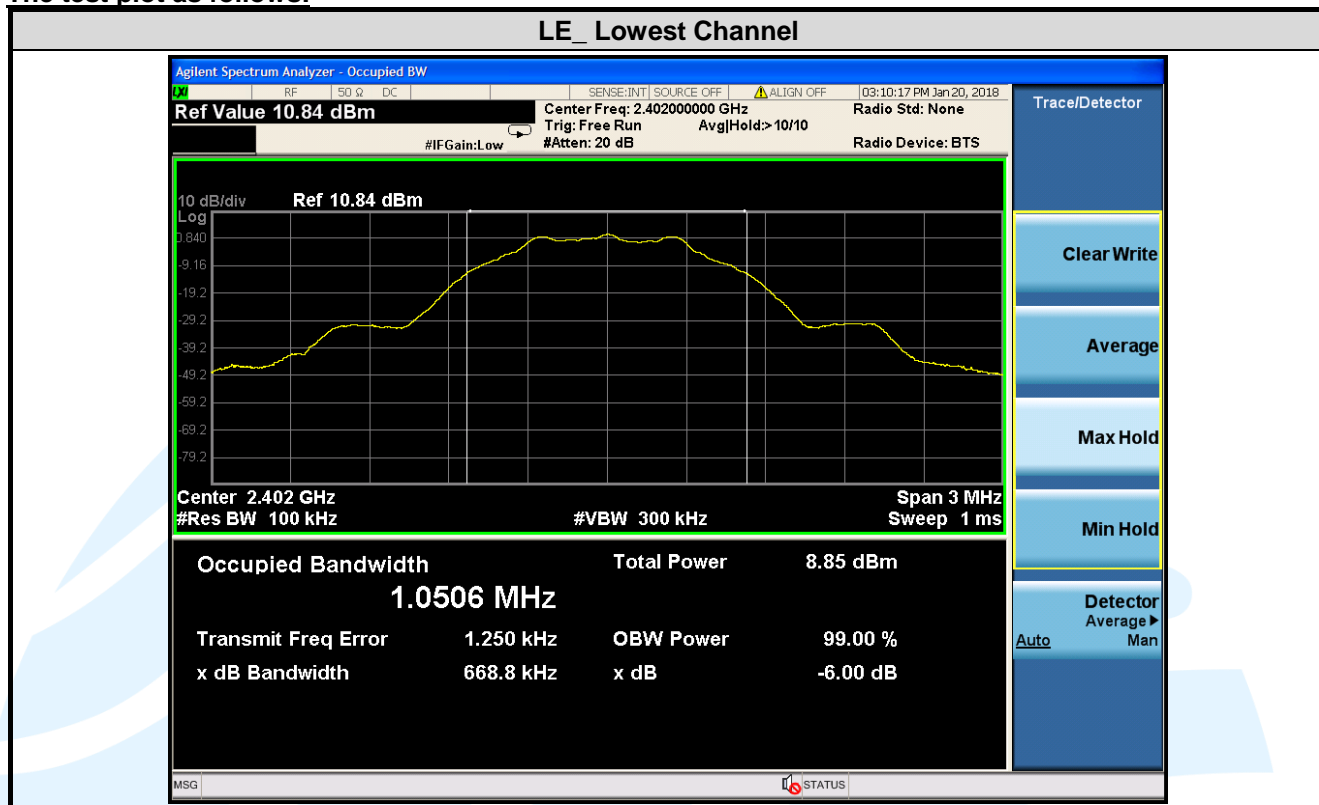 The test plot as follows:
LE_ Lowest Channel
Agilent Spectrum Analyzer - Occupied BW
LXI RF 50 Ω DC SENSE:INT SOURCE OFF ALIGN OFF 03:10:17 PM Jan 20, 2018
Ref Value 10.84 dBm Center Freq: 2.402000000 GHz Radio Std: None
Trig: Free Run Avg|Hold:>10/10
#IFGain:Low #Atten: 20 dB Radio Device: BTS
Trace/Detector
10 dB/div Ref 10.84 dBm
Log
0.840
-9.16
-19.2
-29.2
-39.2
-49.2
-59.2
-69.2
-79.2
Center 2.402 GHz Span 3 MHz
#Res BW 100 kHz #VBW 300 kHz Sweep 1 ms
Occupied Bandwidth Total Power 8.85 dBm
1.0506 MHz
Transmit Freq Error 1.250 kHz OBW Power 99.00 %
x dB Bandwidth 668.8 kHz x dB -6.00 dB
Clear Write
Average
Max Hold
Min Hold
Detector
Average
Auto Man
MSG STATUS